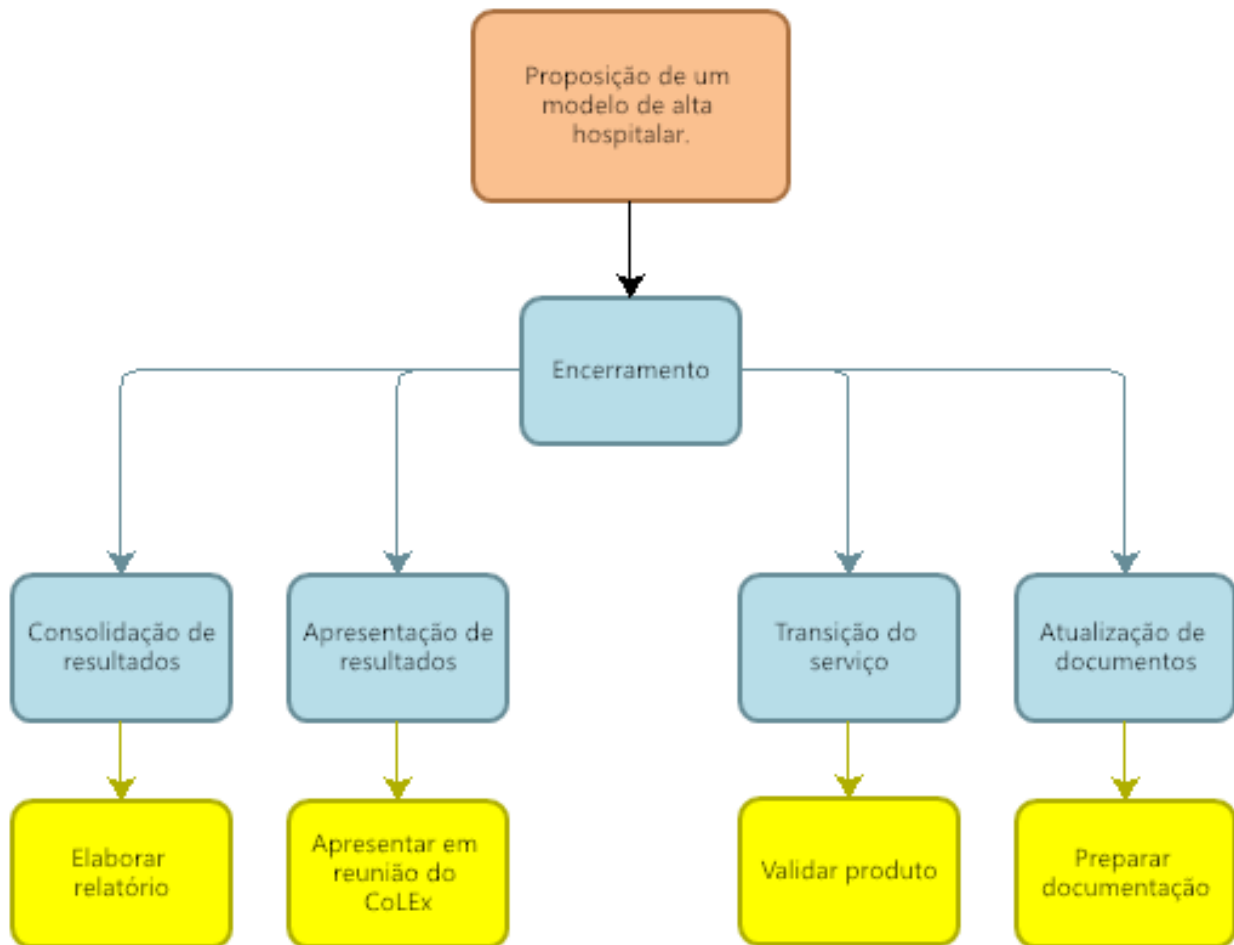 Proposição de um
modelo de alta
hospitalar.
Encerramento
Consolidação de
resultados
Apresentação de
resultados
Transição do
serviço
Atualização de
documentos
Elaborar
relatório
Apresentar em
reunião do
CoLEx
Validar produto
Preparar
documentação